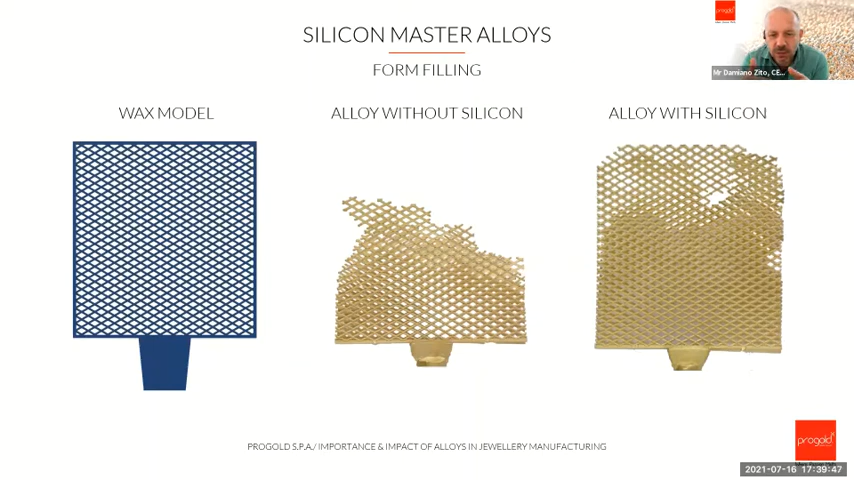 SILICON MASTER ALLOYS
FORM FILLING
WAX MODEL
ALLOY WITHOUT SILICON
ALLOY WITH SILICON
progold
Mr Damiano Zito, CE...
PROGOLD S.P.A./ IMPORTANCE & IMPACT OF ALLOYS IN JEWELLERY MANUFACTURING
progold
2021-07-16 17:39:47